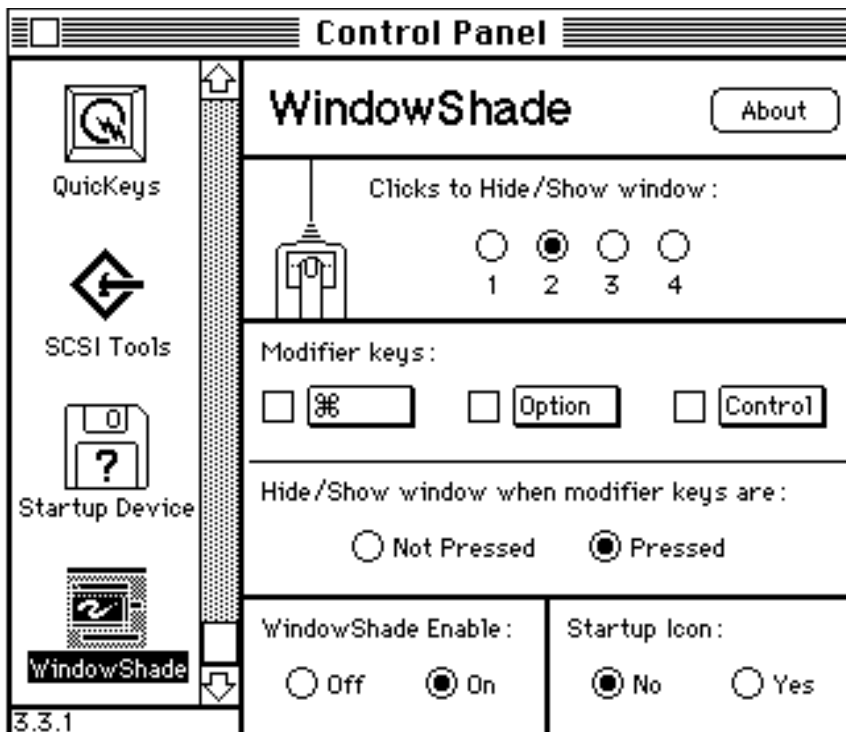 Control Panel
QuicKeys
SCSI Tools
Startup Device
WindowShade
3.3.1
WindowShade
About
Clicks to Hide/Show window:
1 2 3 4
Modifier keys:
⌘ Option Control
Hide/Show window when modifier keys are:
Not Pressed Pressed
WindowShade Enable:
Off On
Startup Icon:
No Yes